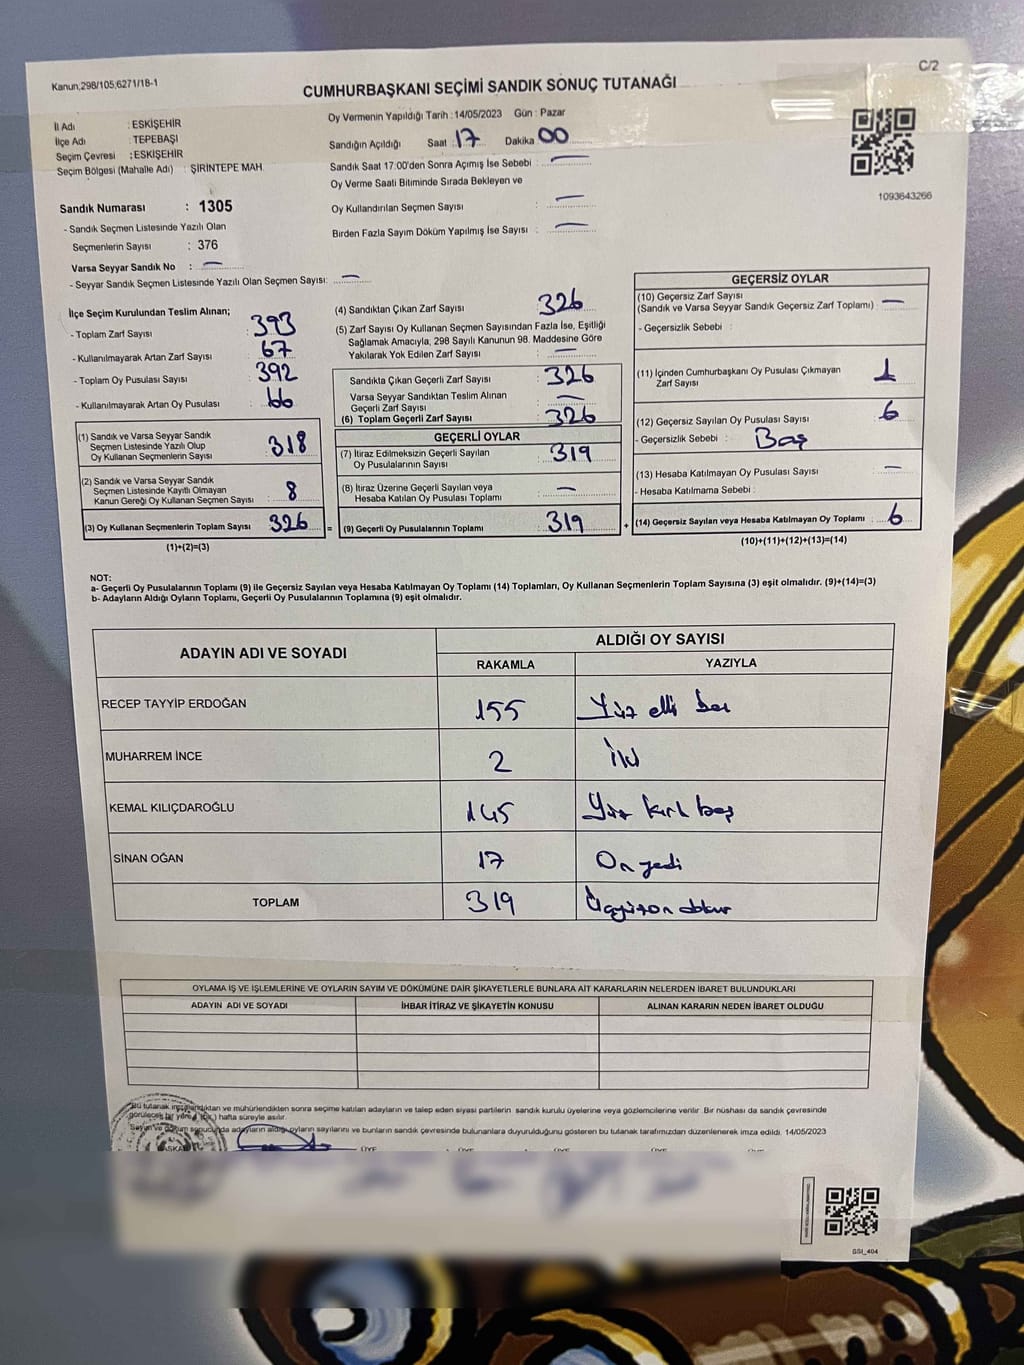 Kanun,298/105,6271/18-1
C/2
CUMHURBAŞKANI SEÇİMİ SANDIK SONUÇ TUTANAĞI
İl Adı : ESKİŞEHİR
İlçe Adı : TEPEBAŞI
Seçim Çevresi : ESKİŞEHİR
Seçim Bölgesi (Mahalle Adı) : ŞİRİNTEPE MAH.
Oy Vermenin Yapıldığı Tarih : 14/05/2023 Gün : Pazar
Sandığın Açıldığı Saat 17 Dakika 00
Sandık Saat 17:00'den Sonra Açımış İse Sebebi : —
Oy Verme Saati Bitiminde Sırada Bekleyen ve
Oy Kullandırılan Seçmen Sayısı : —
Birden Fazla Sayım Döküm Yapılmış İse Sayısı : —
1093643266
Sandık Numarası : 1305
- Sandık Seçmen Listesinde Yazılı Olan
Seçmenlerin Sayısı : 376
Varsa Seyyar Sandık No : —
- Seyyar Sandık Seçmen Listesinde Yazılı Olan Seçmen Sayısı: —
İlçe Seçim Kurulundan Teslim Alınan;
- Toplam Zarf Sayısı : 393
- Kullanılmayarak Artan Zarf Sayısı : 67
- Toplam Oy Pusulası Sayısı : 392
- Kullanılmayarak Artan Oy Pusulası : 66
(1) Sandık ve Varsa Seyyar Sandık
Seçmen Listesinde Yazılı Olup
Oy Kullanan Seçmenlerin Sayısı : 318
(2) Sandık ve Varsa Seyyar Sandık
Seçmen Listesinde Kayıtlı Olmayan
Kanun Gereği Oy Kullanan Seçmen Sayısı : 8
(3) Oy Kullanan Seçmenlerin Toplam Sayısı : 326
(1)+(2)=(3)
(4) Sandıktan Çıkan Zarf Sayısı : 326
(5) Zarf Sayısı Oy Kullanan Seçmen Sayısından Fazla İse, Eşitliği
Sağlamak Amacıyla, 298 Sayılı Kanunun 98. Maddesine Göre
Yakılarak Yok Edilen Zarf Sayısı : —
Sandıkta Çıkan Geçerli Zarf Sayısı : 326
Varsa Seyyar Sandıktan Teslim Alınan
Geçerli Zarf Sayısı : —
(6) Toplam Geçerli Zarf Sayısı : 326
GEÇERLİ OYLAR
(7) İtiraz Edilmeksizin Geçerli Sayılan
Oy Pusulalarının Sayısı : 319
(8) İtiraz Üzerine Geçerli Sayılan veya
Hesaba Katılan Oy Pusulası Toplamı : —
= (9) Geçerli Oy Pusulalarının Toplamı : 319
GEÇERSİZ OYLAR
(10) Geçersiz Zarf Sayısı
(Sandık ve Varsa Seyyar Sandık Geçersiz Zarf Toplamı) : —
- Geçersizlik Sebebi :
(11) İçinden Cumhurbaşkanı Oy Pusulası Çıkmayan
Zarf Sayısı : 1
(12) Geçersiz Sayılan Oy Pusulası Sayısı : 6
- Geçersizlik Sebebi : Boş
(13) Hesaba Katılmayan Oy Pusulası Sayısı : —
- Hesaba Katılmama Sebebi :
+ (14) Geçersiz Sayılan veya Hesaba Katılmayan Oy Toplamı : 6
(10)+(11)+(12)+(13)=(14)
NOT:
a- Geçerli Oy Pusulalarının Toplamı (9) ile Geçersiz Sayılan veya Hesaba Katılmayan Oy Toplamı (14) Toplamları, Oy Kullanan Seçmenlerin Toplam Sayısına (3) eşit olmalıdır. (9)+(14)=(3)
b- Adayların Aldığı Oyların Toplamı, Geçerli Oy Pusulalarının Toplamına (9) eşit olmalıdır.
ADAYIN ADI VE SOYADI ALDIĞI OY SAYISI
RAKAMLA YAZIYLA
RECEP TAYYİP ERDOĞAN 155 Yüz elli beş
MUHARREM İNCE 2 İki
KEMAL KILIÇDAROĞLU 145 Yüz kırk beş
SİNAN OĞAN 17 On yedi
TOPLAM 319 Üçyüzon dokuz
OYLAMA İŞ VE İŞLEMLERİNE VE OYLARIN SAYIM VE DÖKÜMÜNE DAİR ŞİKAYETLERLE BUNLARA AİT KARARLARIN NELERDEN İBARET BULUNDUKLARI
ADAYIN ADI VE SOYADI İHBAR İTİRAZ VE ŞİKAYETİN KONUSU ALINAN KARARIN NEDEN İBARET OLDUĞU
Bu tutanak imzalandıktan ve mühürlendikten sonra seçime katılan adayların ve talep eden siyasi partilerin sandık kurulu üyelerine veya gözlemcilerine verilir. Bir nüshası da sandık çevresinde
görülecek bir yere 1 (bir) hafta süreyle asılır.
Sayım ve döküm sonucunda adayların aldığı oyların sayılarını ve bunların sandık çevresinde bulunanlara duyurulduğunu gösteren bu tutanak tarafımızdan düzenlenerek imza edildi. 14/05/2023
GSI_404